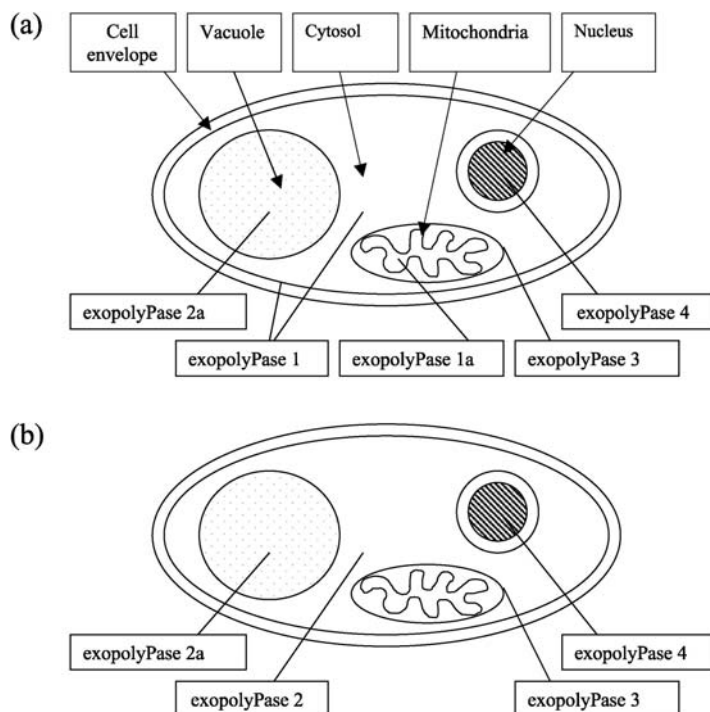 (a)
Cell
envelope
Vacuole
Cytosol
Mitochondria
Nucleus
exopolyPase 2a
exopolyPase 4
exopolyPase 1
exopolyPase 1a
exopolyPase 3
(b)
exopolyPase 2a
exopolyPase 4
exopolyPase 2
exopolyPase 3